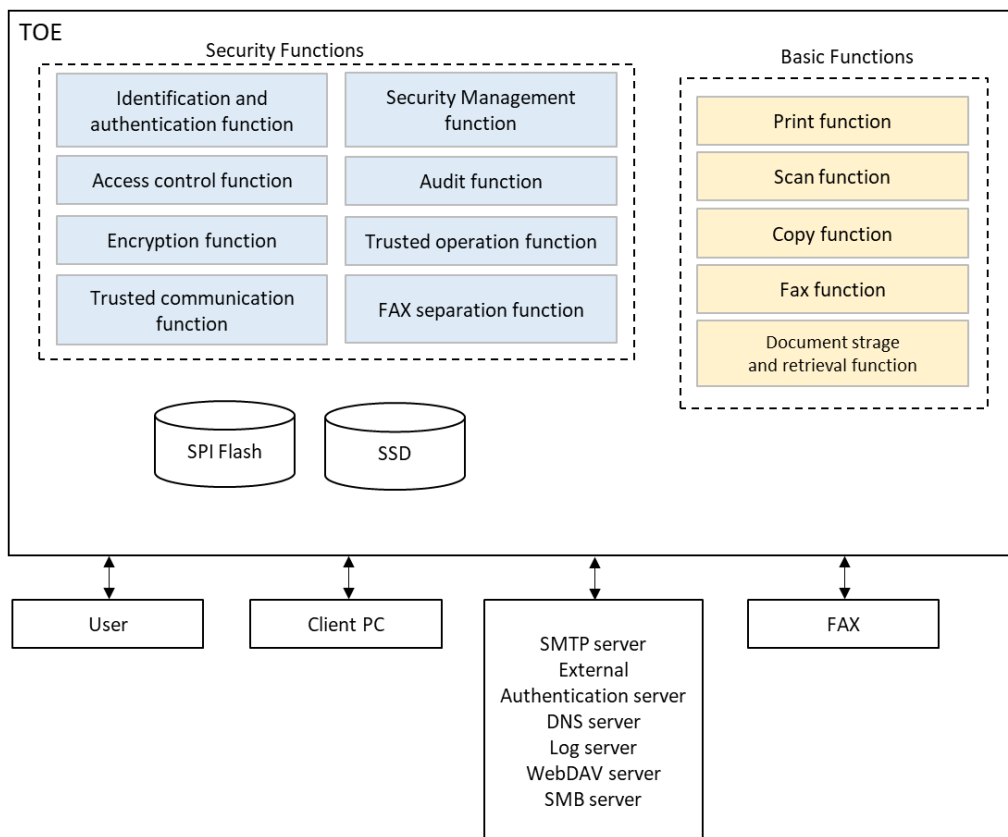 TOE
Security Functions
Identification and
authentication function
Security Management
function
Access control function
Audit function
Encryption function
Trusted operation function
Trusted communication
function
FAX separation function
Basic Functions
Print function
Scan function
Copy function
Fax function
Document strage
and retrieval function
SPI Flash
SSD
User
Client PC
SMTP server
External
Authentication server
DNS server
Log server
WebDAV server
SMB server
FAX